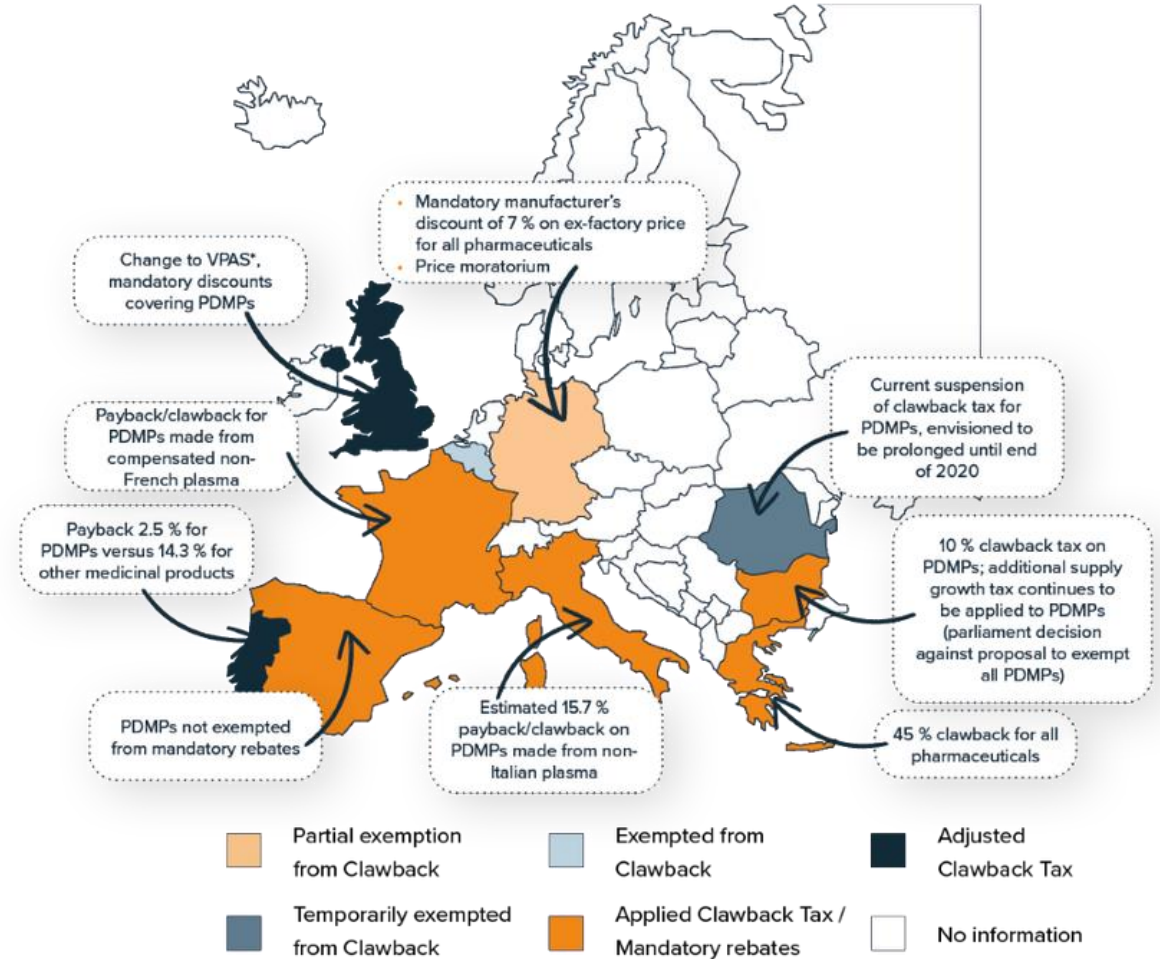 • Mandatory manufacturer's
discount of 7 % on ex-factory price
for all pharmaceuticals
• Price moratorium
Change to VPAS*,
mandatory discounts
covering PDMPs
Payback/clawback for
PDMPs made from
compensated non-
French plasma
Payback 2.5 % for
PDMPs versus 14.3 % for
other medicinal products
PDMPs not exempted
from mandatory rebates
Estimated 15.7 %
payback/clawback on
PDMPs made from non-
Italian plasma
Current suspension
of clawback tax for
PDMPs, envisioned to
be prolonged until end
of 2020
10 % clawback tax on
PDMPs; additional supply
growth tax continues to
be applied to PDMPs
(parliament decision
against proposal to exempt
all PDMPs)
45 % clawback for all
pharmaceuticals
Partial exemption
from Clawback
Exempted from
Clawback
Adjusted
Clawback Tax
Temporarily exempted
from Clawback
Applied Clawback Tax /
Mandatory rebates
No information